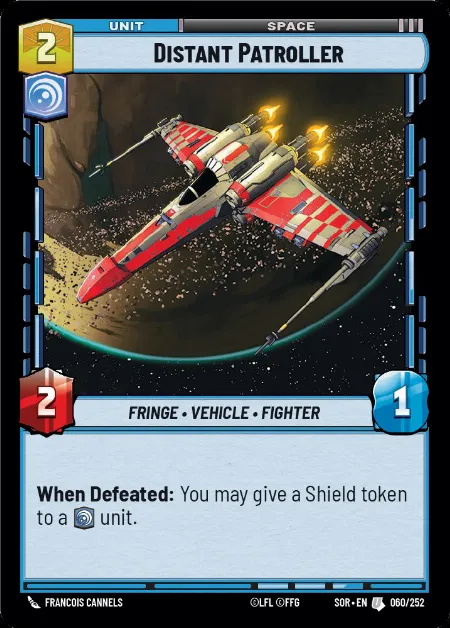 UNIT SPACE
2 DISTANT PATROLLER
2 FRINGE • VEHICLE • FIGHTER 1
When Defeated: You may give a Shield token
to a unit.
FRANCOIS CANNELS ©LFL ©FFG SOR • EN U 060/252